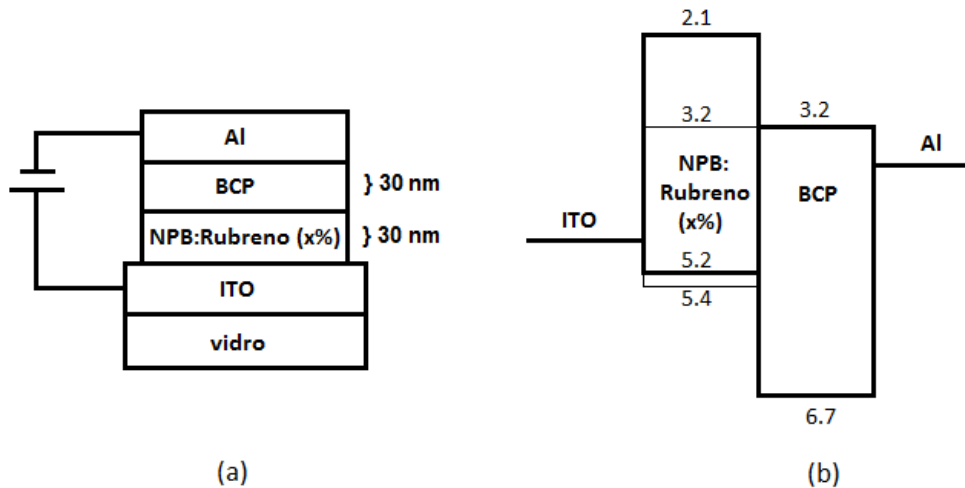 Al
BCP
} 30 nm
NPB:Rubreno (x%)
} 30 nm
ITO
vidro
(a)
2.1
3.2
3.2
Al
NPB:
Rubreno
(x%)
BCP
ITO
5.2
5.4
6.7
(b)